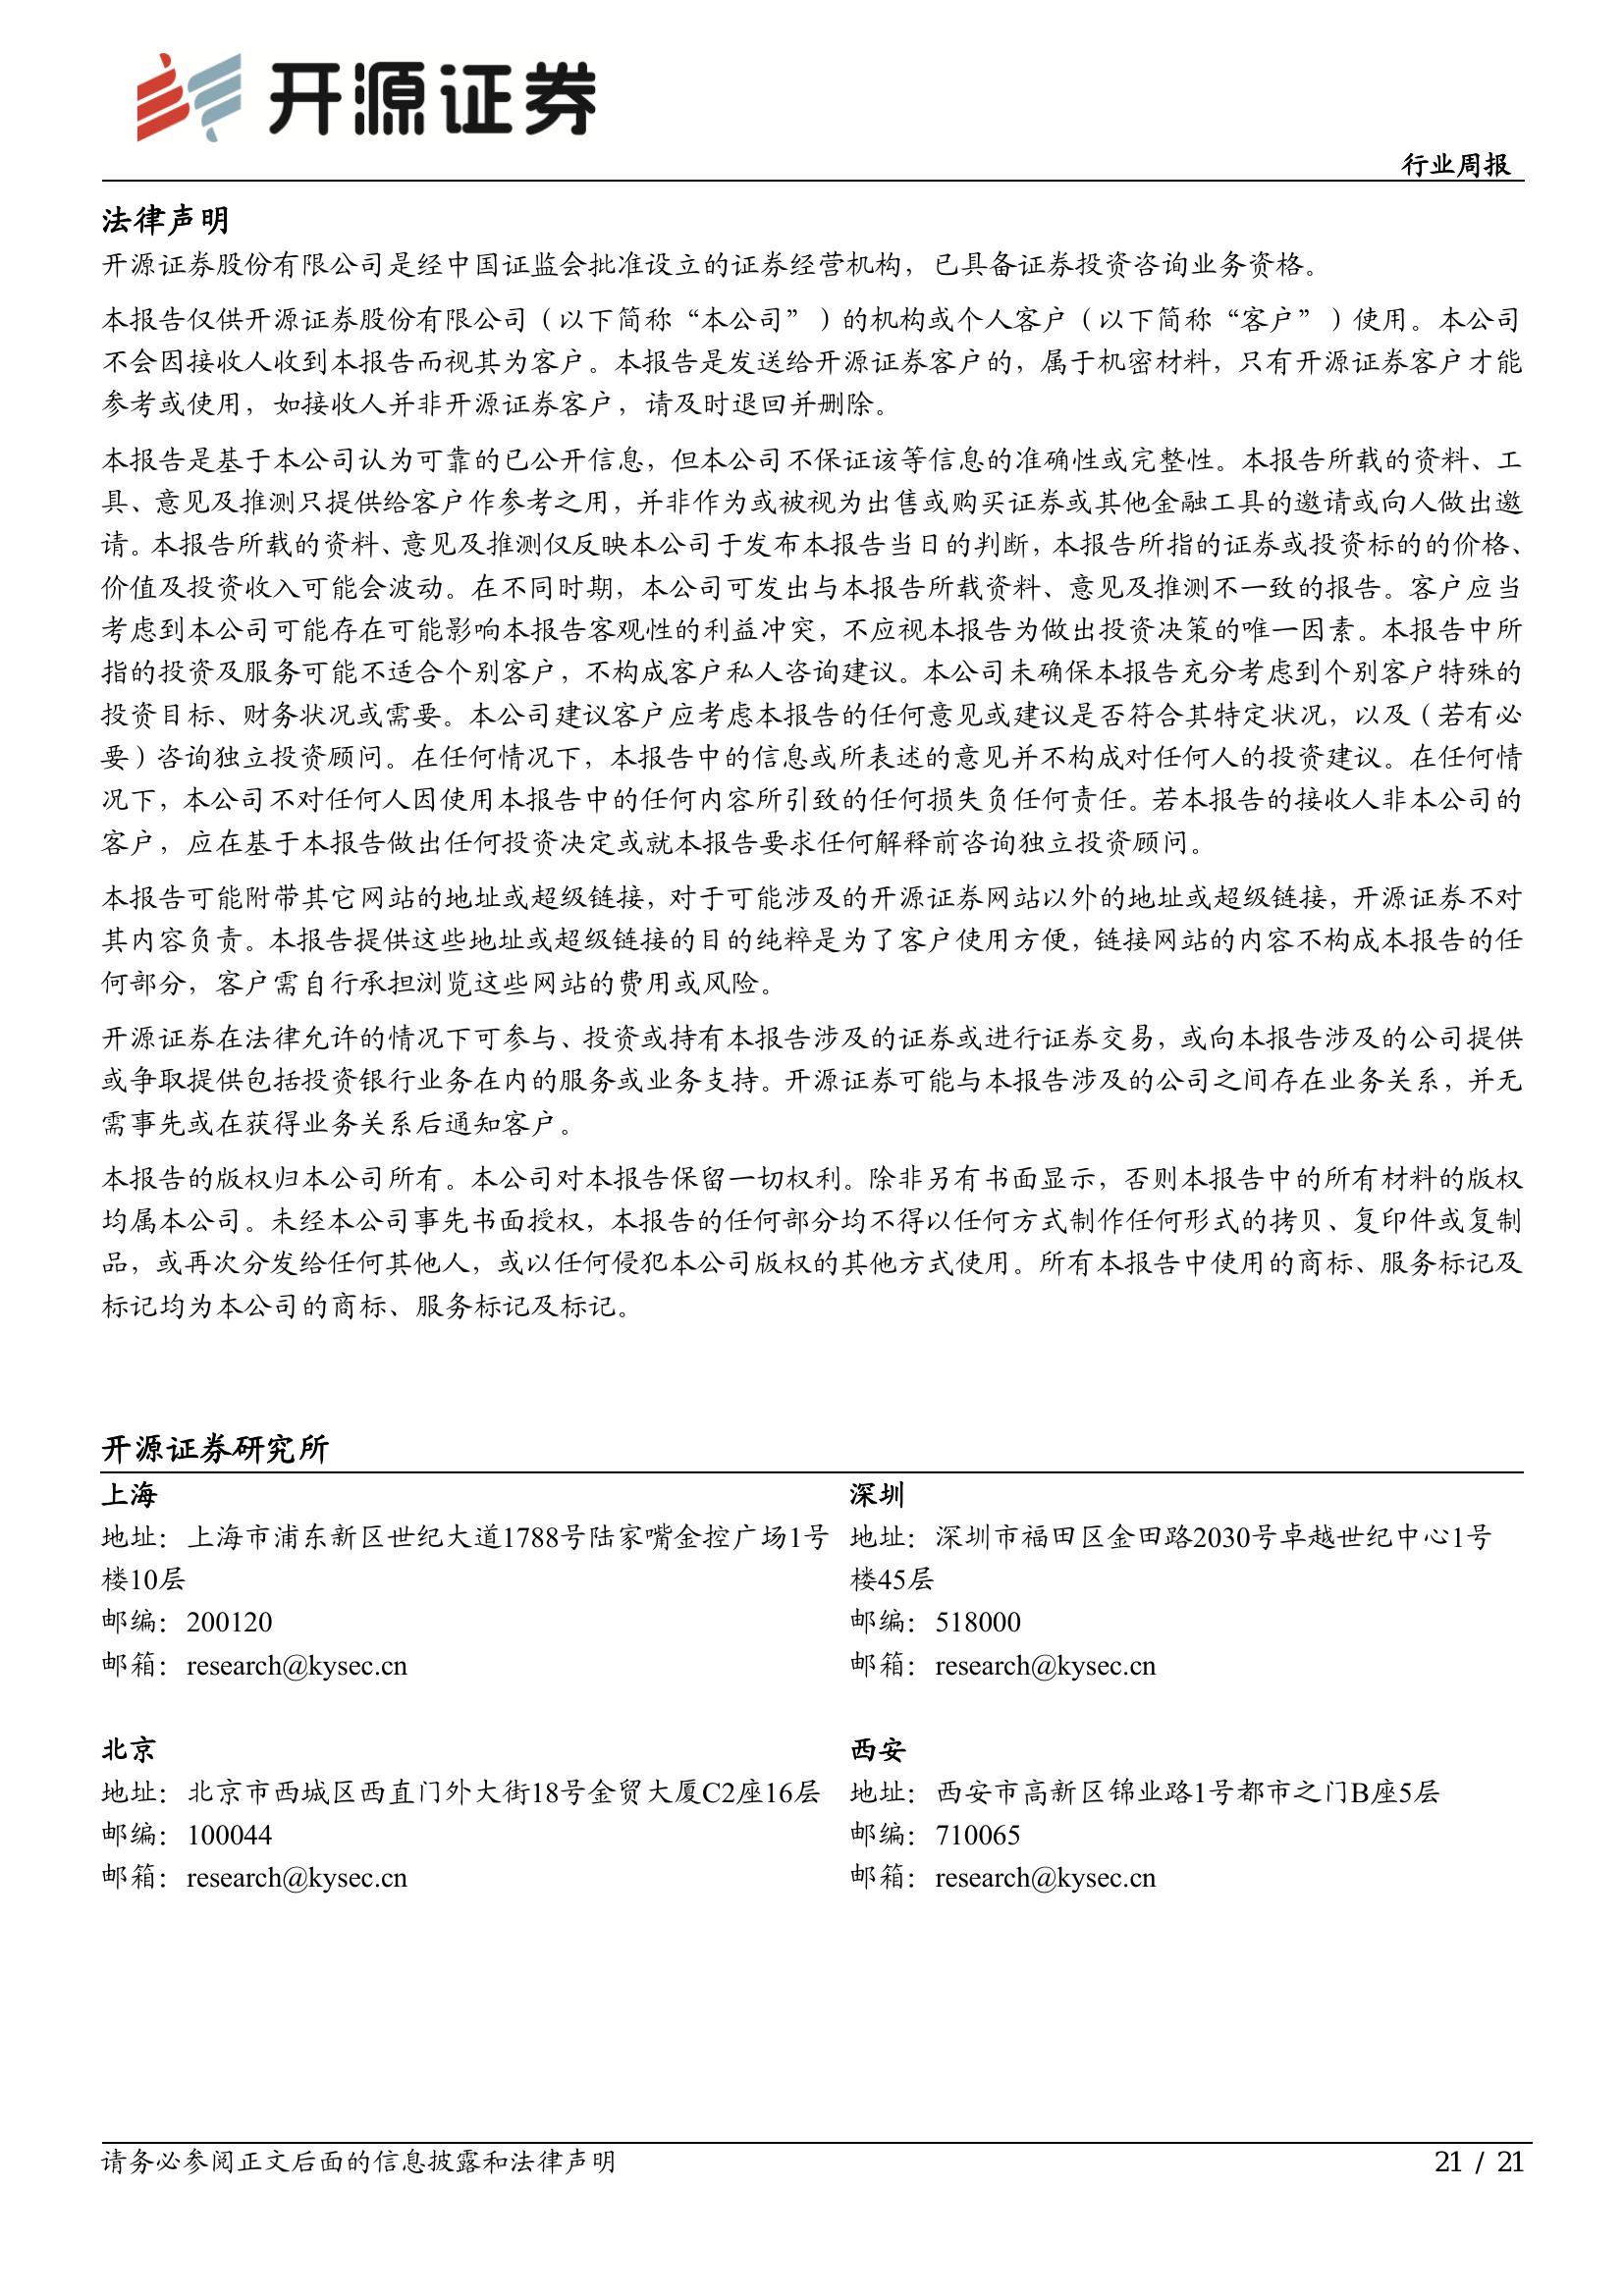 开源证券
行业周报
法律声明
开源证券股份有限公司是经中国证监会批准设立的证券经营机构，已具备证券投资咨询业务资格。
本报告仅供开源证券股份有限公司（以下简称“本公司”）的机构或个人客户（以下简称“客户”）使用。本公司
不会因接收人收到本报告而视其为客户。本报告是发送给开源证券客户的，属于机密材料，只有开源证券客户才能
参考或使用，如接收人并非开源证券客户，请及时退回并删除。
本报告是基于本公司认为可靠的已公开信息，但本公司不保证该等信息的准确性或完整性。本报告所载的资料、工
具、意见及推测只提供给客户作参考之用，并非作为或被视为出售或购买证券或其他金融工具的邀请或向人做出邀
请。本报告所载的资料、意见及推测仅反映本公司于发布本报告当日的判断，本报告所指的证券或投资标的的价格、
价值及投资收入可能会波动。在不同时期，本公司可发出与本报告所载资料、意见及推测不一致的报告。客户应当
考虑到本公司可能存在可能影响本报告客观性的利益冲突，不应视本报告为做出投资决策的唯一因素。本报告中所
指的投资及服务可能不适合个别客户，不构成客户私人咨询建议。本公司未确保本报告充分考虑到个别客户特殊的
投资目标、财务状况或需要。本公司建议客户应考虑本报告的任何意见或建议是否符合其特定状况，以及（若有必
要）咨询独立投资顾问。在任何情况下，本报告中的信息或所表述的意见并不构成对任何人的投资建议。在任何情
况下，本公司不对任何人因使用本报告中的任何内容所引致的任何损失负任何责任。若本报告的接收人非本公司的
客户，应在基于本报告做出任何投资决定或就本报告要求任何解释前咨询独立投资顾问。
本报告可能附带其它网站的地址或超级链接，对于可能涉及的开源证券网站以外的地址或超级链接，开源证券不对
其内容负责。本报告提供这些地址或超级链接的目的纯粹是为了客户使用方便，链接网站的内容不构成本报告的任
何部分，客户需自行承担浏览这些网站的费用或风险。
开源证券在法律允许的情况下可参与、投资或持有本报告涉及的证券或进行证券交易，或向本报告涉及的公司提供
或争取提供包括投资银行业务在内的服务或业务支持。开源证券可能与本报告涉及的公司之间存在业务关系，并无
需事先或在获得业务关系后通知客户。
本报告的版权归本公司所有。本公司对本报告保留一切权利。除非另有书面显示，否则本报告中的所有材料的版权
均属本公司。未经本公司事先书面授权，本报告的任何部分均不得以任何方式制作任何形式的拷贝、复印件或复制
品，或再次分发给任何其他人，或以任何侵犯本公司版权的其他方式使用。所有本报告中使用的商标、服务标记及
标记均为本公司的商标、服务标记及标记。
开源证券研究所
上海
地址：上海市浦东新区世纪大道1788号陆家嘴金控广场1号
楼10层
邮编：200120
邮箱：research@kysec.cn
深圳
地址：深圳市福田区金田路2030号卓越世纪中心1号
楼45层
邮编：518000
邮箱：research@kysec.cn
北京
地址：北京市西城区西直门外大街18号金贸大厦C2座16层
邮编：100044
邮箱：research@kysec.cn
西安
地址：西安市高新区锦业路1号都市之门B座5层
邮编：710065
邮箱：research@kysec.cn
请务必参阅正文后面的信息披露和法律声明
21 / 21